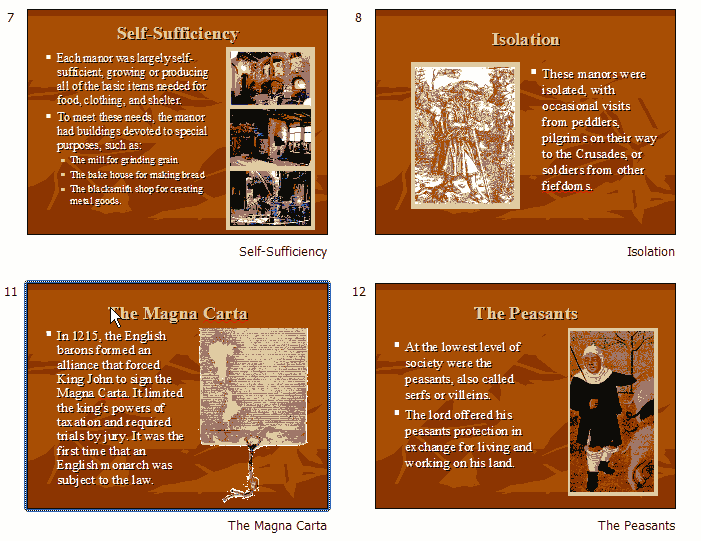 7
Self-Sufficiency
Each manor was largely self-
sufficient, growing or producing
all of the basic items needed for
food, clothing, and shelter.
To meet these needs, the manor
had buildings devoted to special
purposes, such as:
The mill for grinding grain
The bake house for making bread
The blacksmith shop for creating
metal goods.
Self-Sufficiency
8
Isolation
These manors were
isolated, with
occasional visits
from peddlers,
pilgrims on their way
to the Crusades, or
soldiers from other
fiefdoms.
Isolation
11
The Magna Carta
In 1215, the English
barons formed an
alliance that forced
King John to sign the
Magna Carta. It limited
the king's powers of
taxation and required
trials by jury. It was the
first time that an
English monarch was
subject to the law.
The Magna Carta
12
The Peasants
At the lowest level of
society were the
peasants, also called
serfs or villeins.
The lord offered his
peasants protection in
exchange for living and
working on his land.
The Peasants